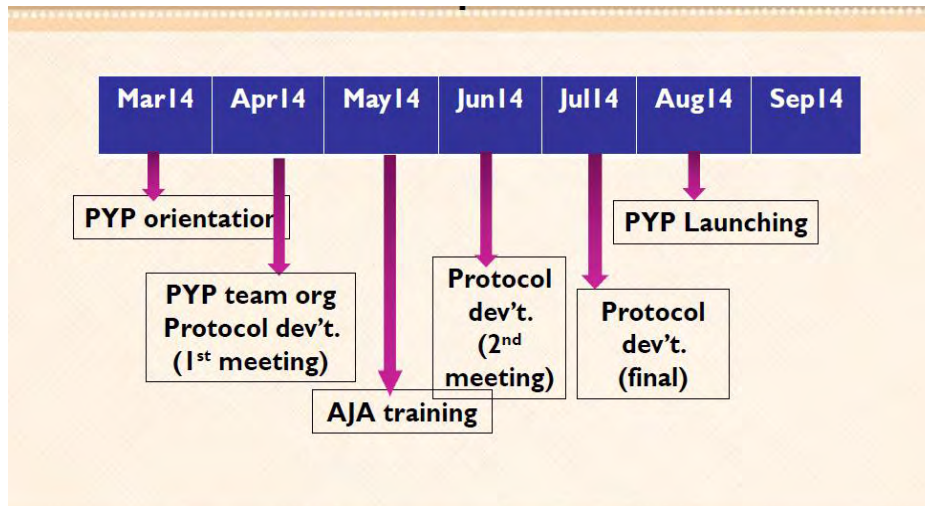 Mar14 Apr14 May14 Jun14 Jul14 Aug14 Sep14
PYP orientation
PYP team org
Protocol dev't.
(1st meeting)
AJA training
Protocol
dev't.
(2nd
meeting)
Protocol
dev't.
(final)
PYP Launching